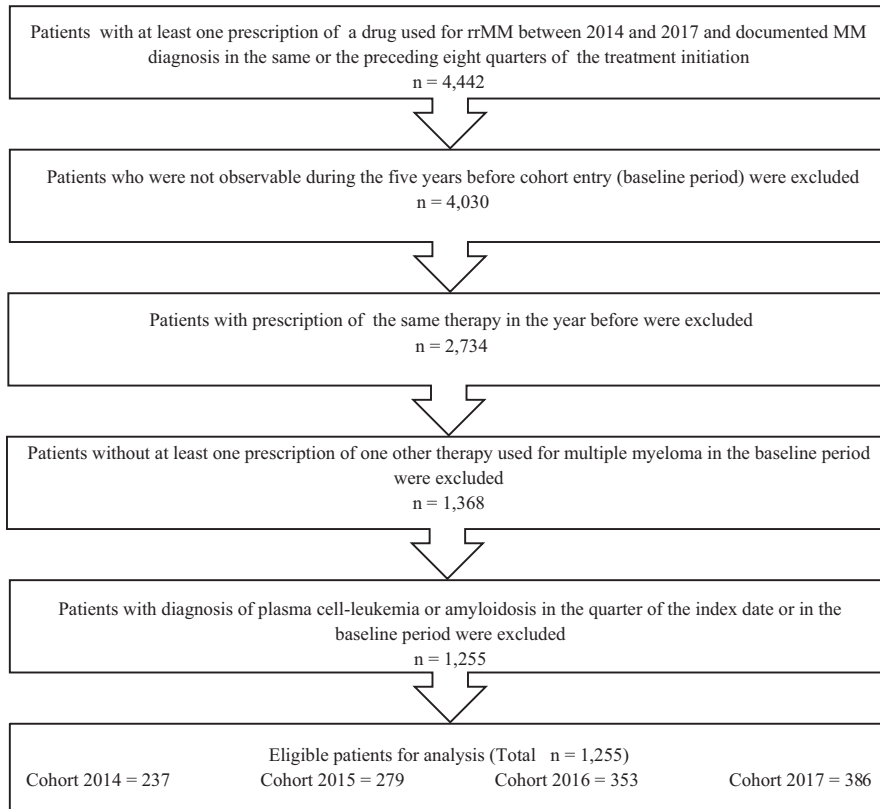 Patients with at least one prescription of a drug used for rrMM between 2014 and 2017 and documented MM
diagnosis in the same or the preceding eight quarters of the treatment initiation
n = 4,442
Patients who were not observable during the five years before cohort entry (baseline period) were excluded
n = 4,030
Patients with prescription of the same therapy in the year before were excluded
n = 2,734
Patients without at least one prescription of one other therapy used for multiple myeloma in the baseline period
were excluded
n = 1,368
Patients with diagnosis of plasma cell-leukemia or amyloidosis in the quarter of the index date or in the
baseline period were excluded
n = 1,255
Eligible patients for analysis (Total n = 1,255)
Cohort 2014 = 237 Cohort 2015 = 279 Cohort 2016 = 353 Cohort 2017 = 386